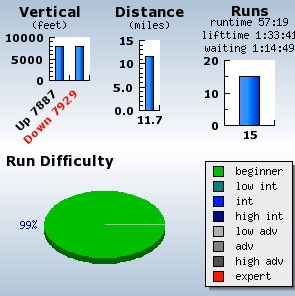 Vertical
(feet)
10000
5000
0
Up 7887
Down 7929
Distance
(miles)
15
10.0
5.0
0.0
11.7
Runs
runtime 57:19
lifttime 1:33:41
waiting 1:14:49
20
10
0
15
Run Difficulty
99%
beginner
low int
int
high int
low adv
adv
high adv
expert